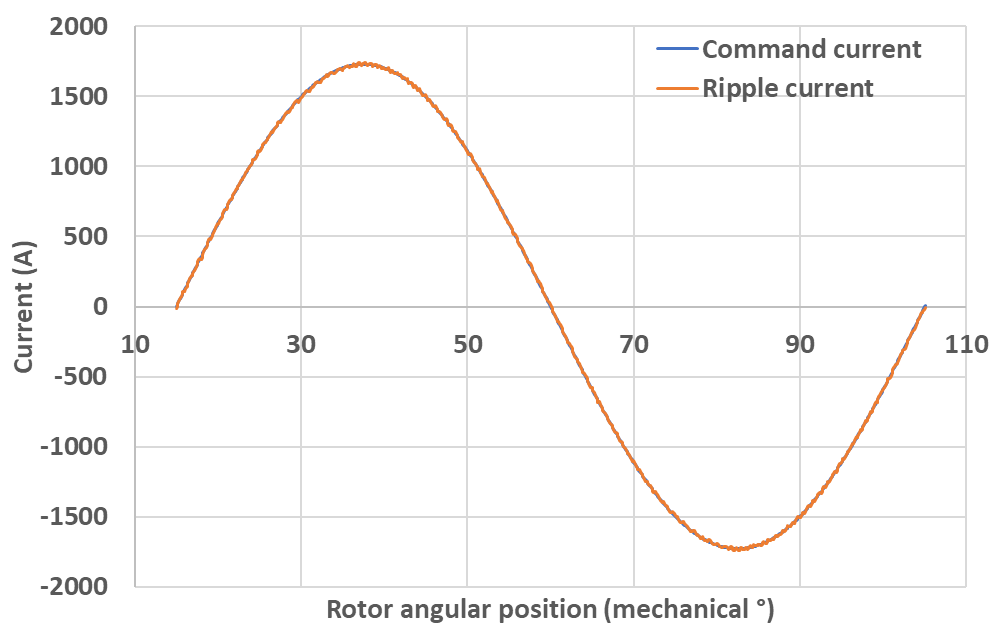 2000
Command current
Ripple current
1500
1000
500
0
10 30 50 70 90 110
-500
-1000
-1500
-2000
Current (A)
Rotor angular position (mechanical °)